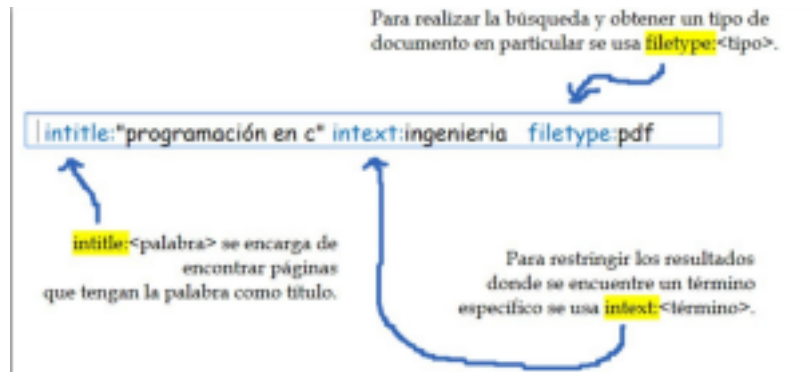 Para realizar la búsqueda y obtener un tipo de
documento en particular se usa filetype:<tipo>.
intitle:"programación en c" intext:ingenieria filetype:pdf
intitle:<palabra> se encarga de
encontrar páginas
que tengan la palabra como título.
Para restringir los resultados
donde se encuentre un término
específico se usa intext:<término>.